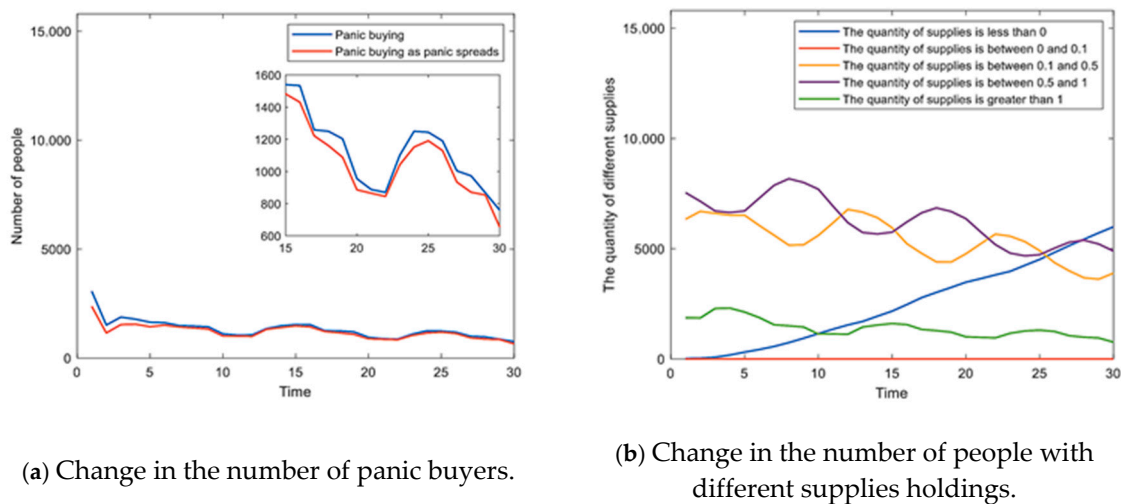 15.000
10.000
5000
0
Number of people
Panic buying
Panic buying as panic spreads
1600
1400
1200
1000
800
600
15 20 25 30
0 5 10 15 20 25 30
Time
(a) Change in the number of panic buyers.
15.000
10.000
5000
0
The quantity of different supplies
The quantity of supplies is less than 0
The quantity of supplies is between 0 and 0.1
The quantity of supplies is between 0.1 and 0.5
The quantity of supplies is between 0.5 and 1
The quantity of supplies is greater than 1
0 5 10 15 20 25 30
Time
(b) Change in the number of people with
different supplies holdings.